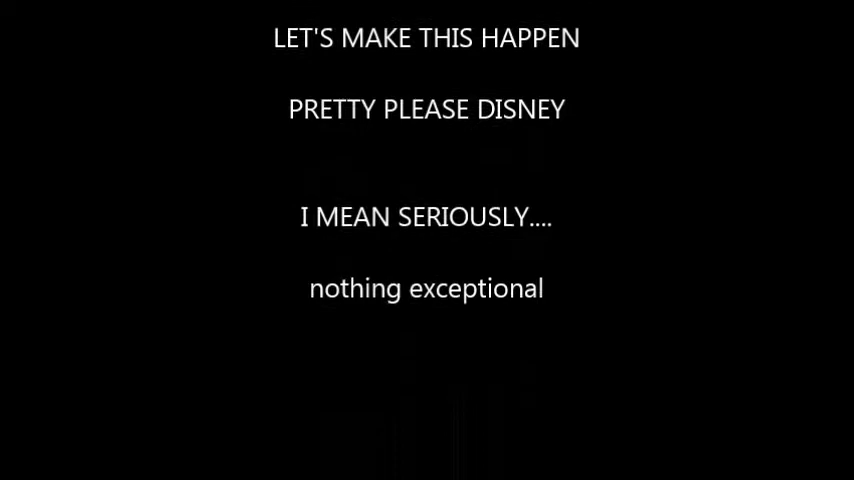 LET'S MAKE THIS HAPPEN
PRETTY PLEASE DISNEY
I MEAN SERIOUSLY....
nothing exceptional